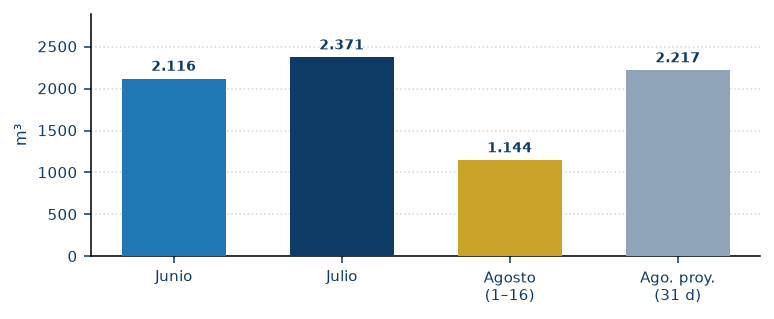 m³
2500
2000
1500
1000
500
0
2.116
2.371
1.144
2.217
Junio
Julio
Agosto
(1–16)
Ago. proy.
(31 d)